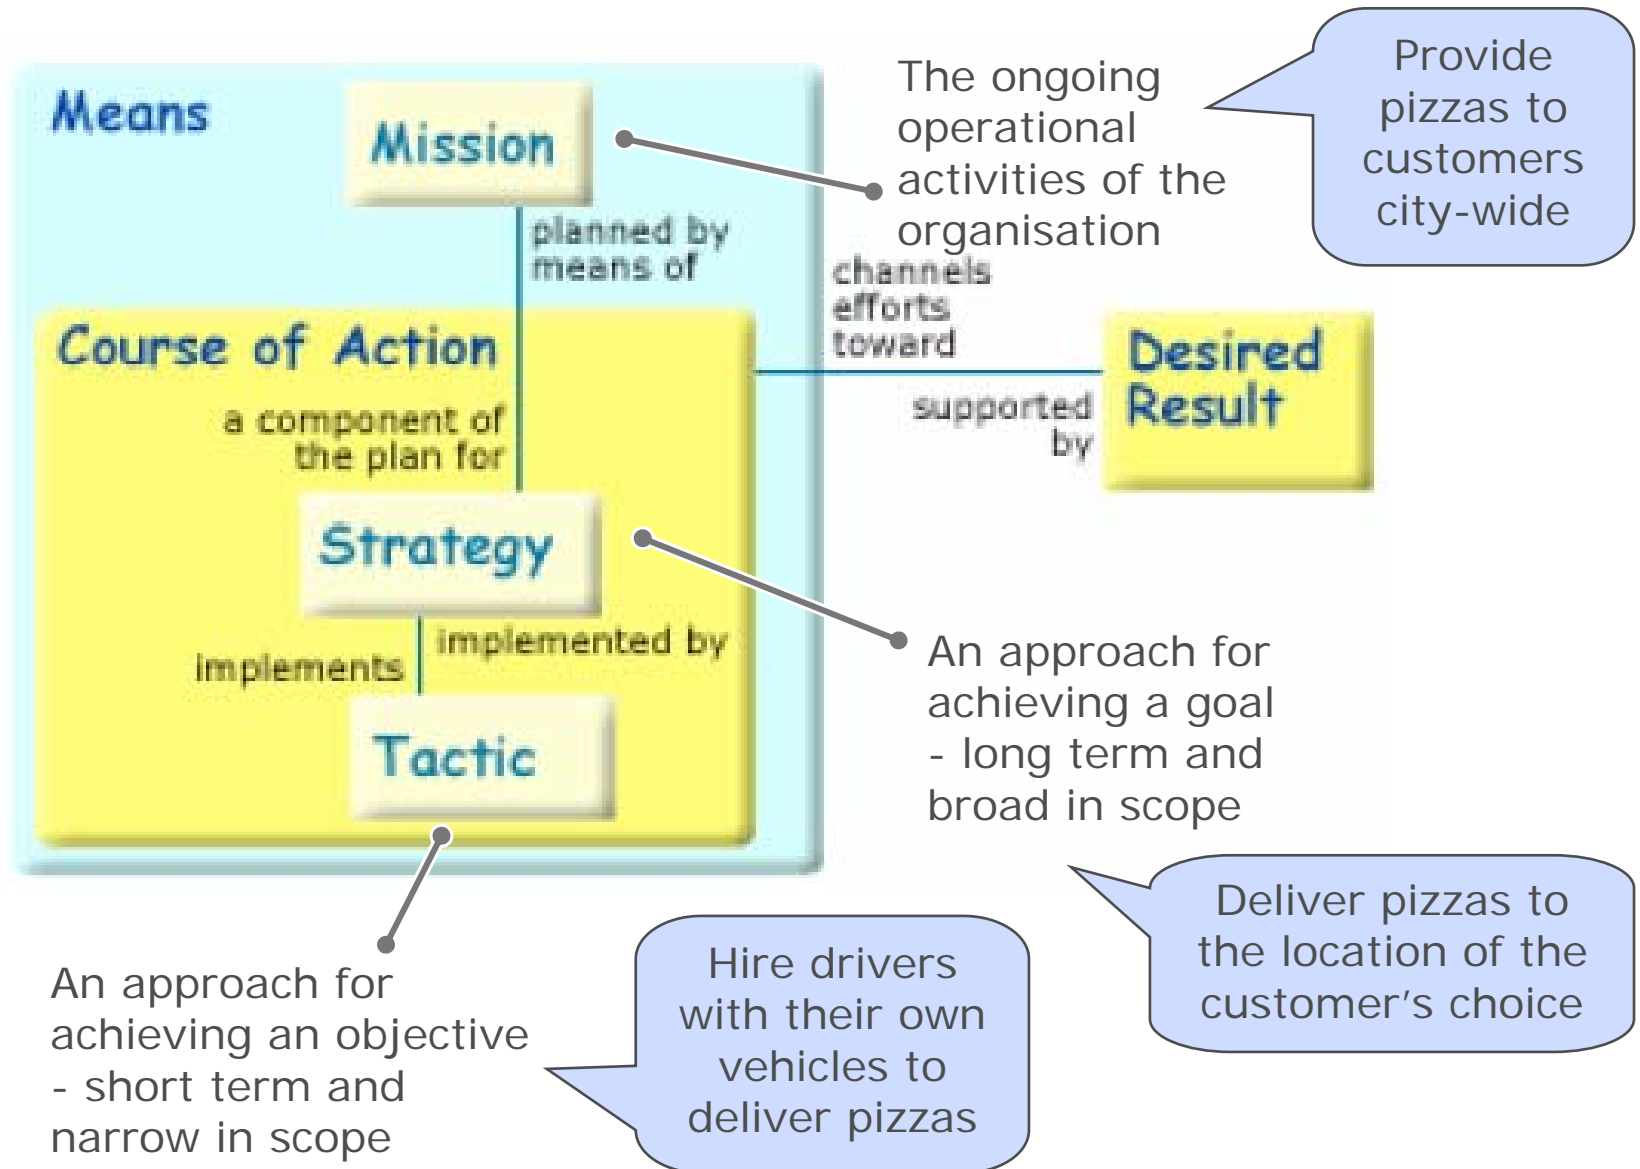 Means
Mission
The ongoing
operational
activities of the
organisation
Provide
pizzas to
customers
city-wide
planned by
means of
channels
efforts
toward
Course of Action
Desired
Result
a component of
the plan for
supported
by
Strategy
An approach for
achieving a goal
- long term and
broad in scope
implements
implemented by
Tactic
Deliver pizzas to
the location of the
customer's choice
An approach for
achieving an objective
- short term and
narrow in scope
Hire drivers
with their own
vehicles to
deliver pizzas